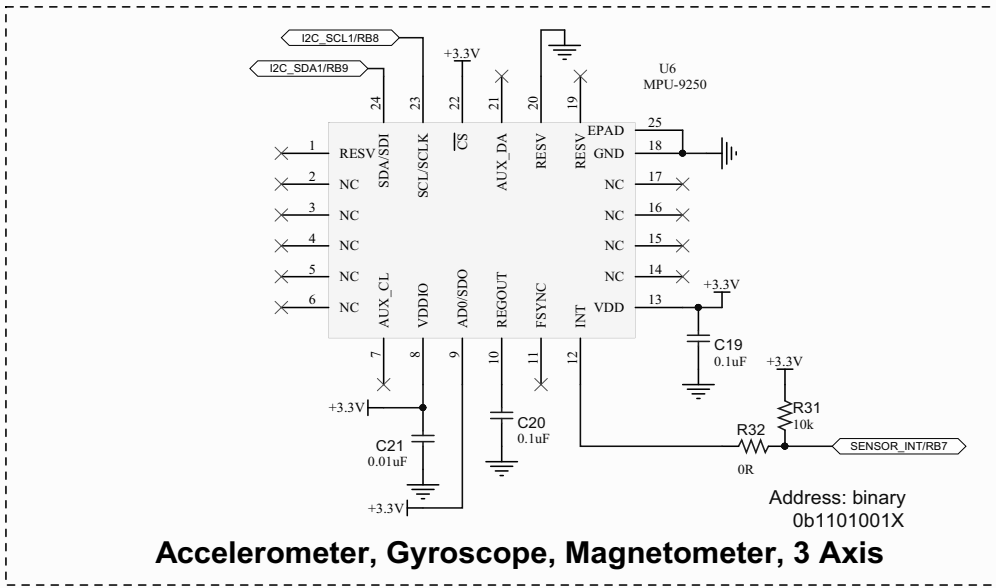 I2C_SCL1/RB8
I2C_SDA1/RB9
+3.3V
U6
MPU-9250
24
23
22
21
20
19
SDA/SDI
SCL/SCLK
CS
AUX_DA
RESV
RESV
EPAD
25
1
RESV
GND
18
2
NC
NC
17
3
NC
NC
16
4
NC
NC
15
5
NC
NC
14
6
NC
VDD
13
+3.3V
AUX_CL
VDDIO
AD0/SDO
REGOUT
FSYNC
INT
7
8
9
10
11
12
C19
0.1uF
+3.3V
+3.3V
R31
10k
C20
0.1uF
C21
0.01uF
R32
0R
SENSOR_INT/RB7
+3.3V
Address: binary
0b1101001X
Accelerometer, Gyroscope, Magnetometer, 3 Axis